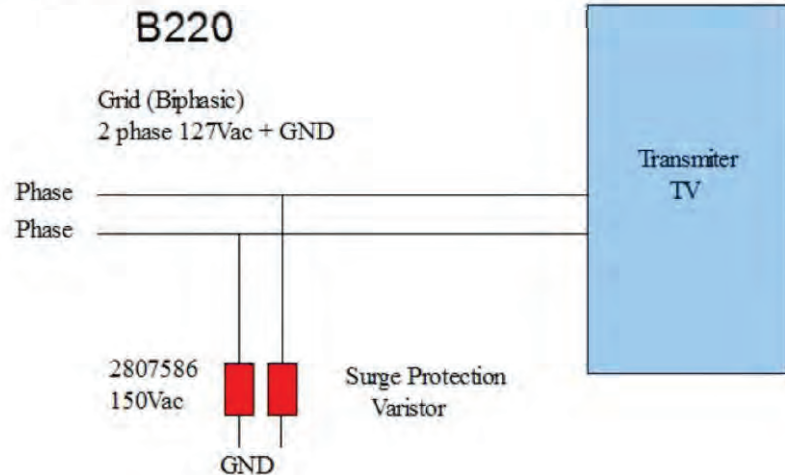 B220
Grid (Biphasic)
2 phase 127Vac + GND
Transmiter
TV
Phase
Phase
2807586
150Vac
Surge Protection
Varistor
GND